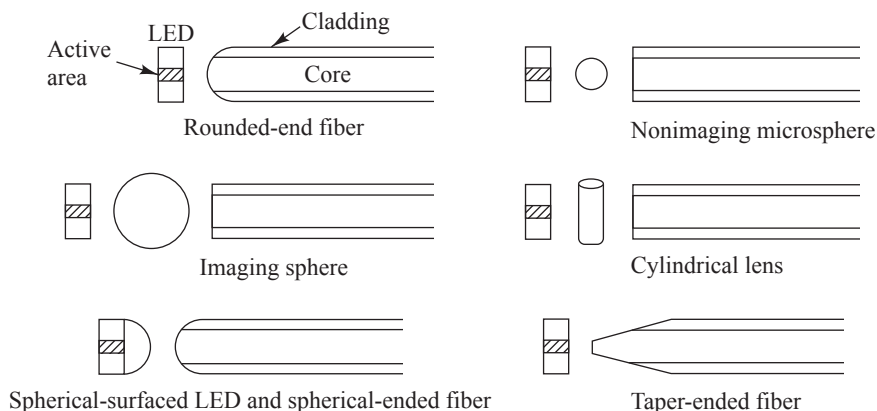 LED
Cladding
Active
area
Core
Rounded-end fiber
Nonimaging microsphere
Imaging sphere
Cylindrical lens
Spherical-surfaced LED and spherical-ended fiber
Taper-ended fiber